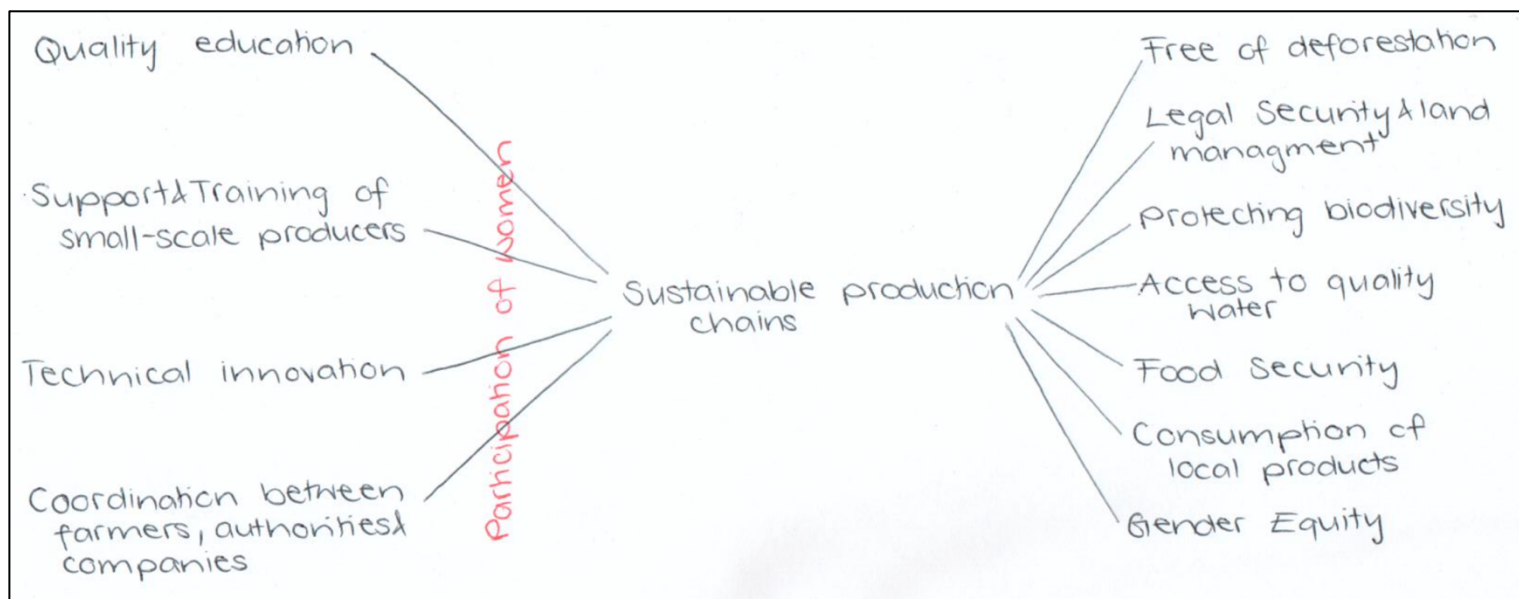 Quality education
Support & Training of
small-scale producers
Technical innovation
Coordination between
farmers, authorities &
companies
Participation of women
Sustainable production
chains
Free of deforestation
Legal Security & land
managment
Protecting biodiversity
Access to quality
Water
Food Security
Consumption of
local products
Gender Equity